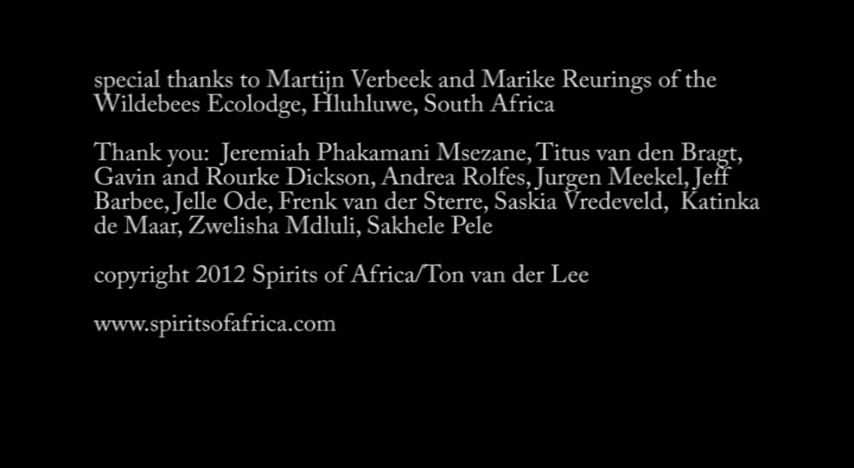 special thanks to Martijn Verbeek and Marike Reurings of the
Wildebees Ecolodge, Hluhluwe, South Africa
Thank you:  Jeremiah Phakamani Msezane, Titus van den Bragt,
Gavin and Rourke Dickson, Andrea Rolfes, Jurgen Meekel, Jeff
Barbee, Jelle Ode, Frenk van der Sterre, Saskia Vredeveld,  Katinka
de Maar, Zwelisha Mdluli, Sakhele Pele
copyright 2012 Spirits of Africa/Ton van der Lee
www.spiritsofafrica.com